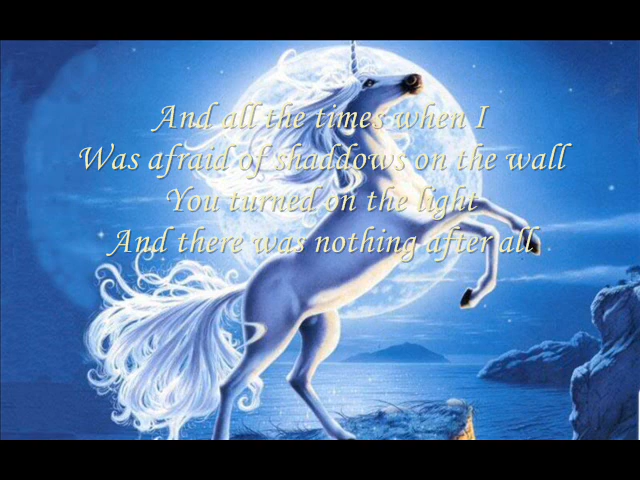 And all the times when I
Was afraid of shaddows on the wall
You turned on the light
And there was nothing after all